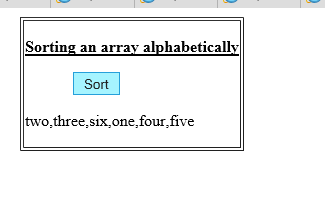 Sorting an array alphabetically
Sort
two,three,six,one,four,five